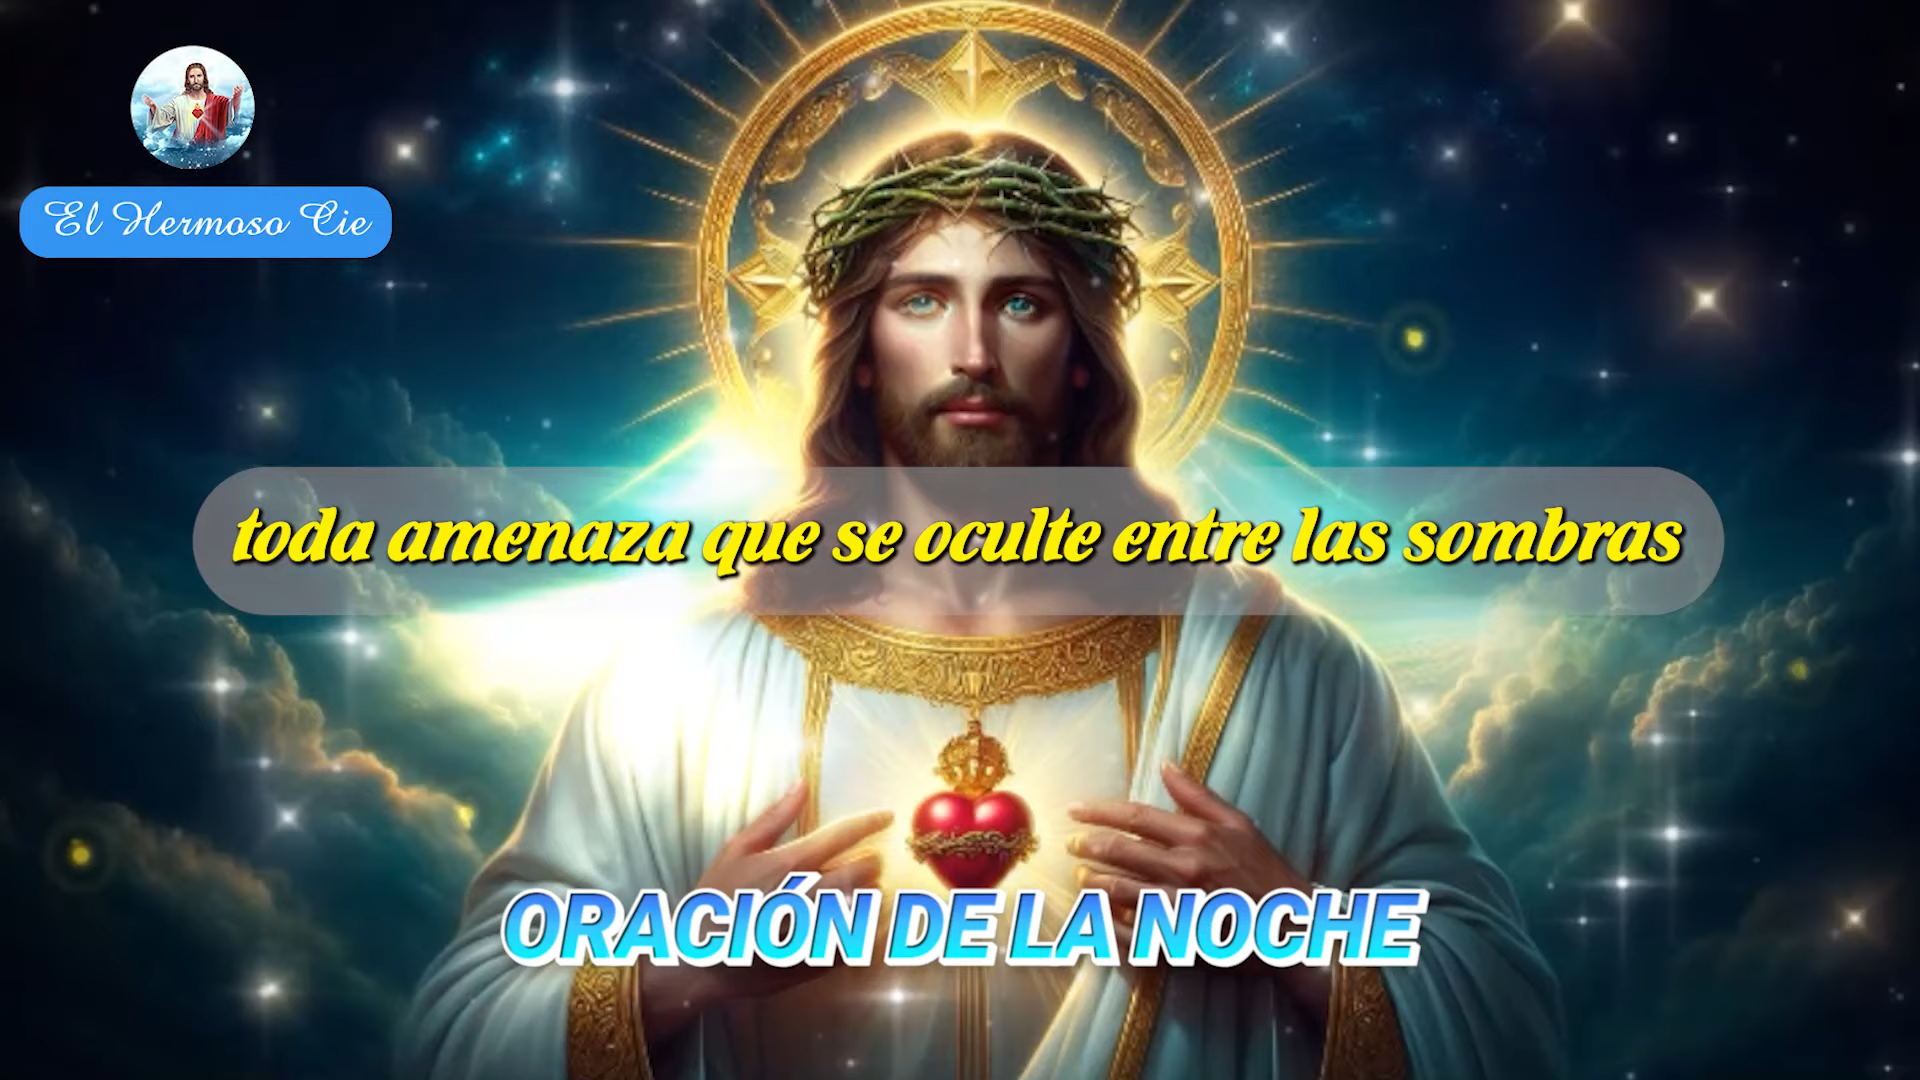 El Hermoso Cie
toda amenaza que se oculte entre las sombras
ORACIÓN DE LA NOCHE